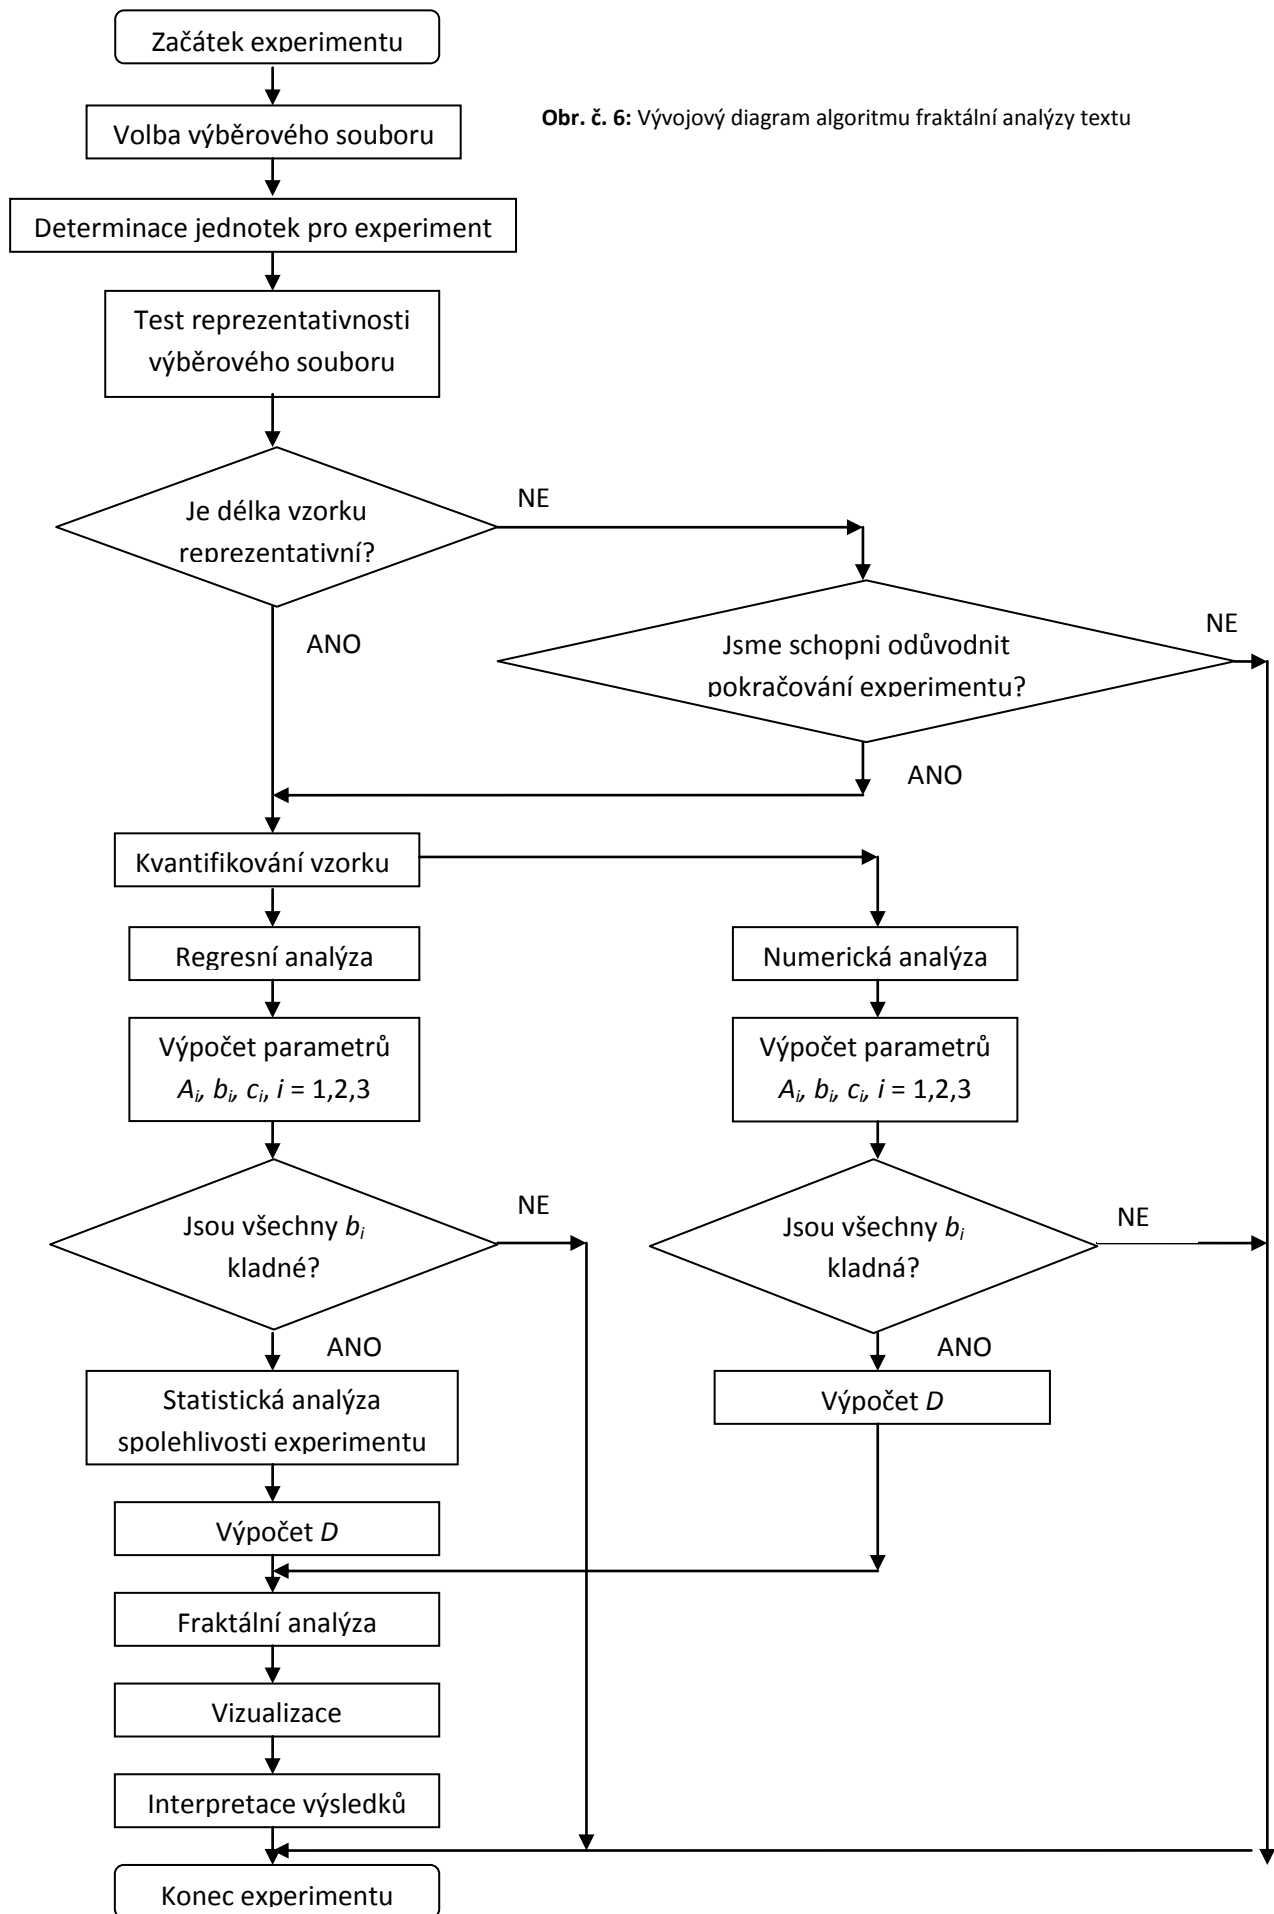 Začátek experimentu
Obr. č. 6: Vývojový diagram algoritmu fraktální analýzy textu
Volba výběrového souboru
Determinace jednotek pro experiment
Test reprezentativnosti
výběrového souboru
Je délka vzorku
reprezentativní?
NE
ANO
Jsme schopni odůvodnit
pokračování experimentu?
NE
ANO
Kvantifikování vzorku
Regresní analýza
Numerická analýza
Výpočet parametrů
Ai, bi, ci, i = 1,2,3
Výpočet parametrů
Ai, bi, ci, i = 1,2,3
Jsou všechny bi
kladné?
NE
Jsou všechny bi
kladná?
NE
ANO
ANO
Statistická analýza
spolehlivosti experimentu
Výpočet D
Výpočet D
Fraktální analýza
Vizualizace
Interpretace výsledků
Konec experimentu